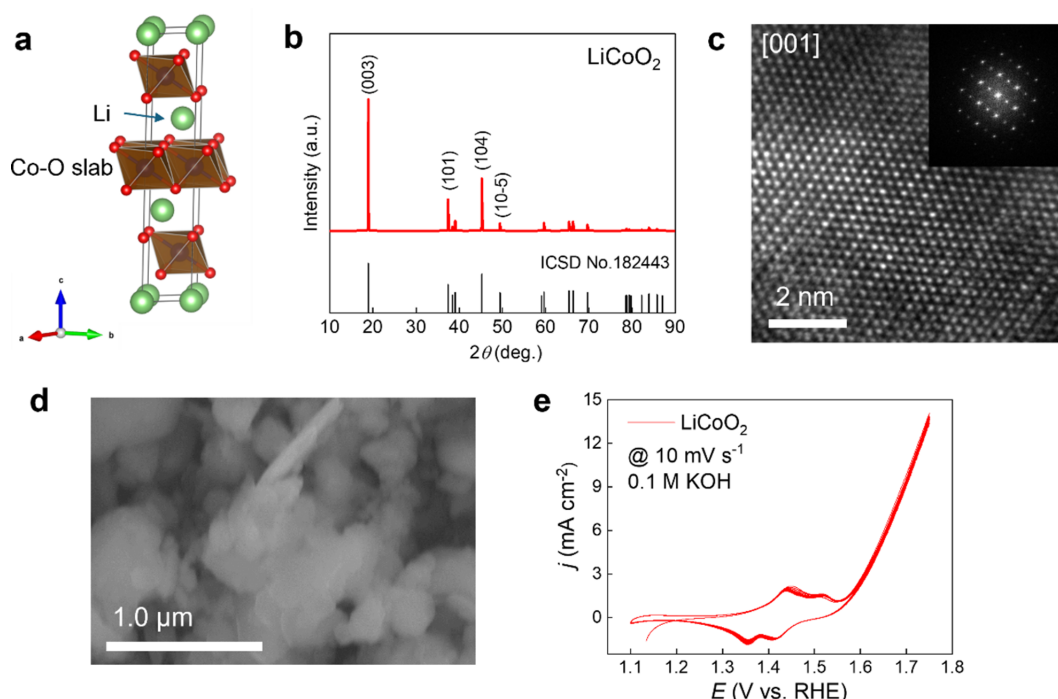 a
Li
Co-O slab
c
a
b
b
LiCoO₂
Intensity (a.u.)
(003)
(101)
(104)
(10-5)
ICSD No.182443
10 20 30 40 50 60 70 80 90
2θ (deg.)
c
[001]
2 nm
d
1.0 μm
e
15
12
9
6
3
0
j (mA cm⁻²)
LiCoO₂
@ 10 mV s⁻¹
0.1 M KOH
1.1 1.2 1.3 1.4 1.5 1.6 1.7 1.8
E (V vs. RHE)